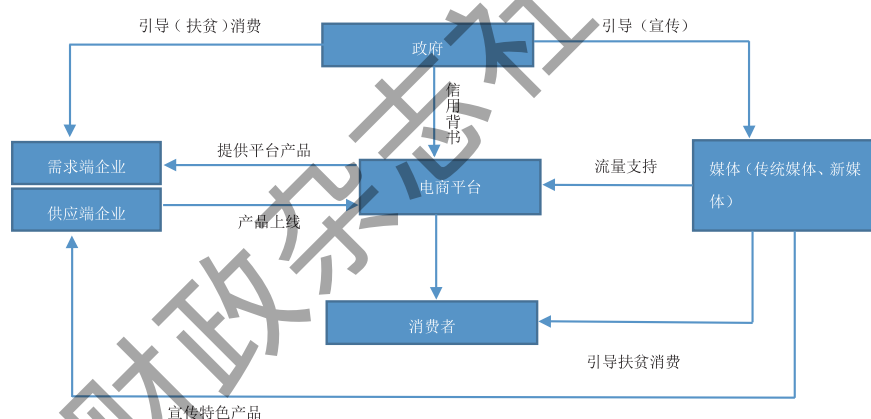 引导（扶贫）消费
引导（宣传）
政府
信用背书
需求端企业
提供平台产品
供应端企业
产品上线
电商平台
流量支持
媒体（传统媒体、新媒
体）
消费者
引导扶贫消费
宣传特色产品
财政杂志社